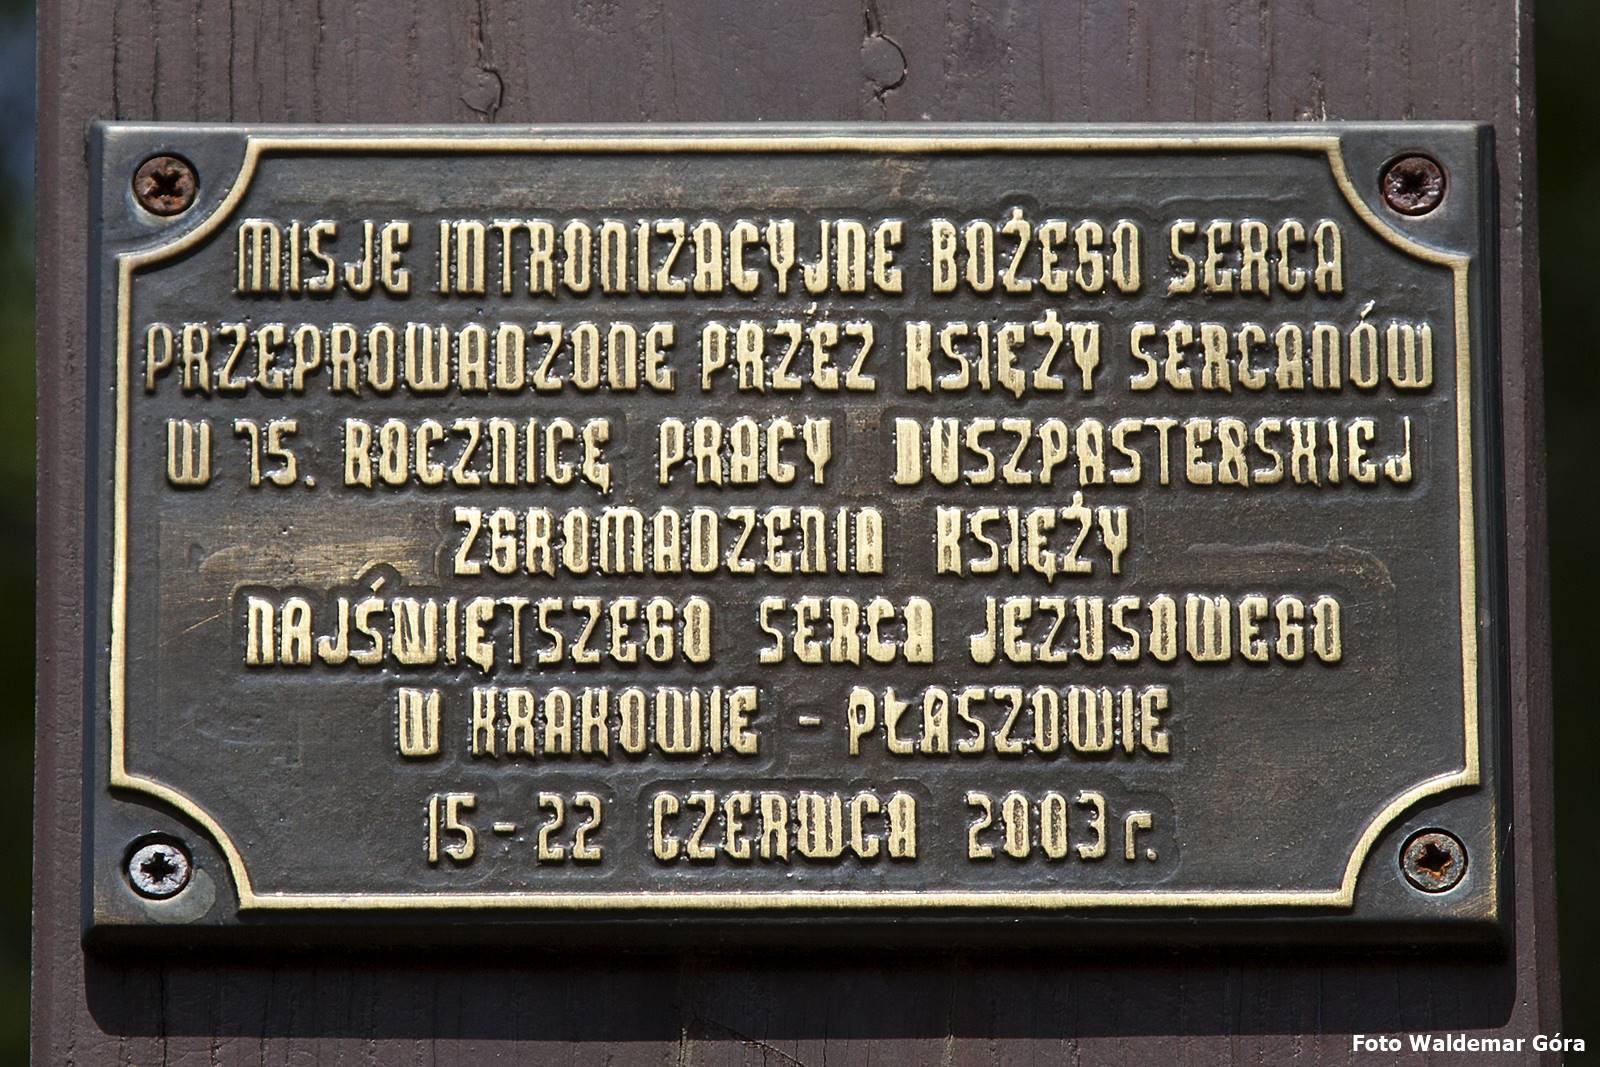 MISJE INTRONIZACYJNE BOŻEGO SERCA
PRZEPROWADZONE PRZEZ KSIĘŻY SERCANÓW
W 15. ROCZNICĘ PRACY DUSZPASTERSKIEJ
ZGROMADZENIA KSIĘŻY
NAJŚWIĘTSZEGO SERCA JEZUSOWEGO
W KRAKOWIE - PŁASZOWIE
15-22 CZERWCA 2003 r.
Foto Waldemar Góra